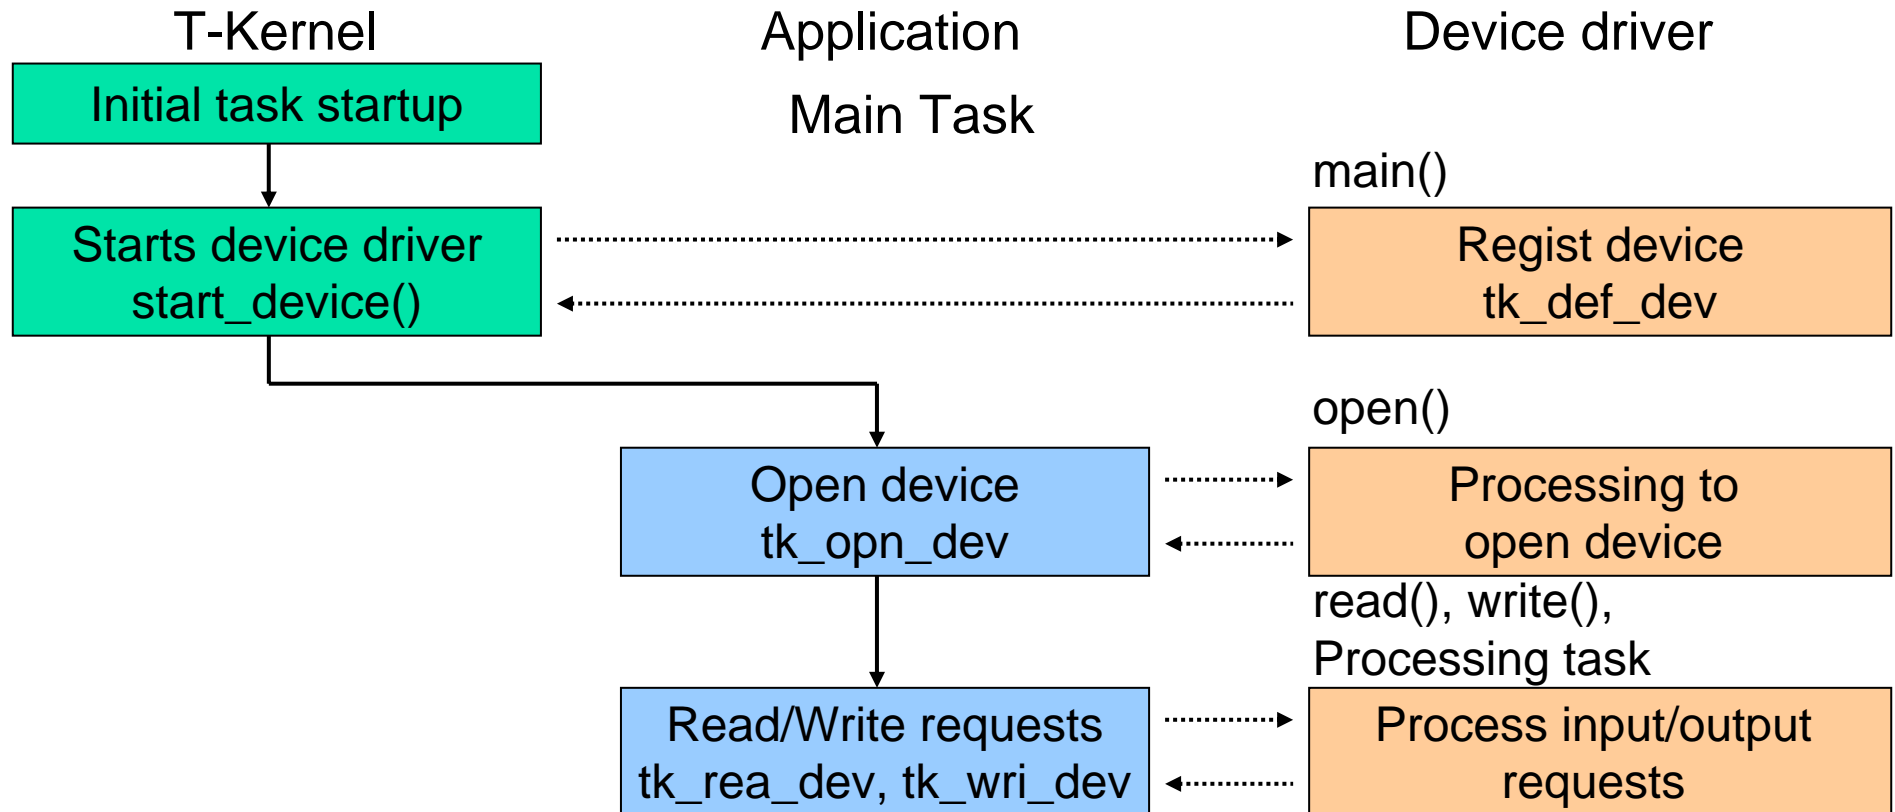 T-Kernel
Application
Device driver
Initial task startup
Main Task
main()
Starts device driver
start_device()
Regist device
tk_def_dev
open()
Open device
tk_opn_dev
Processing to
open device
read(), write(),
Processing task
Read/Write requests
tk_rea_dev, tk_wri_dev
Process input/output
requests